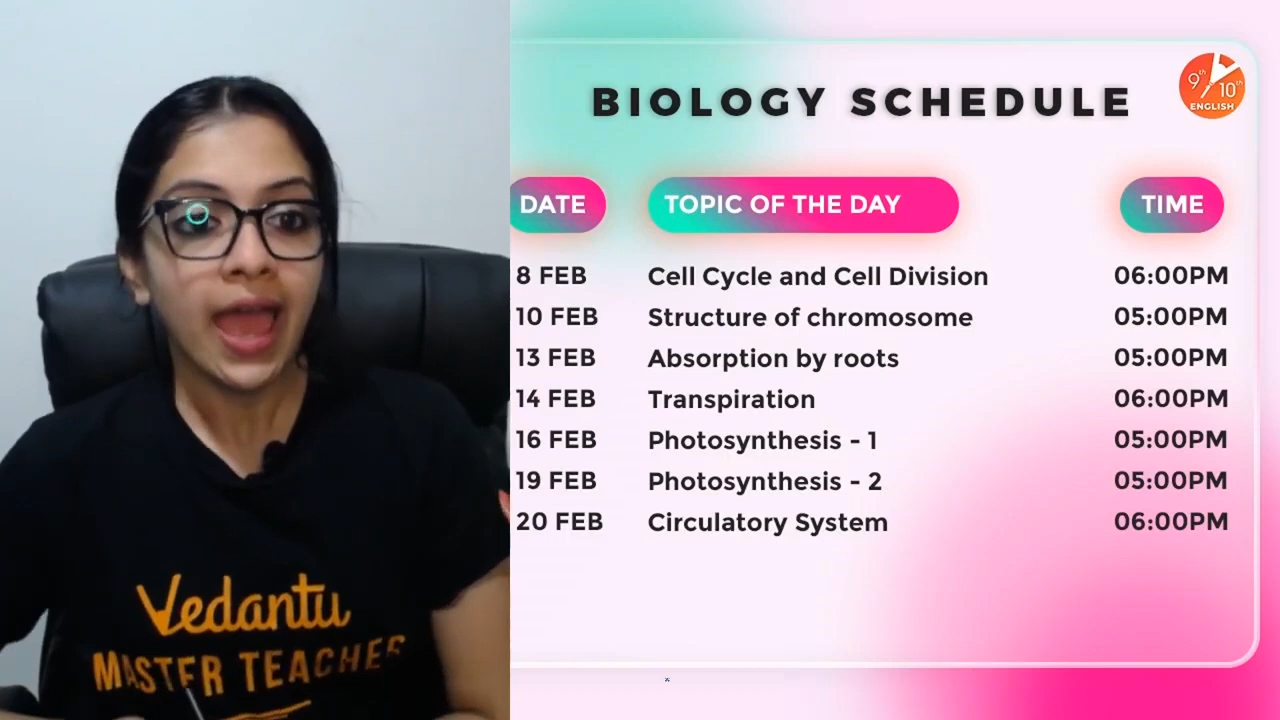 BIOLOGY SCHEDULE
9th 10th
ENGLISH
DATE TOPIC OF THE DAY TIME
8 FEB Cell Cycle and Cell Division 06:00PM
10 FEB Structure of chromosome 05:00PM
13 FEB Absorption by roots 05:00PM
14 FEB Transpiration 06:00PM
16 FEB Photosynthesis - 1 05:00PM
19 FEB Photosynthesis - 2 05:00PM
20 FEB Circulatory System 06:00PM
Vedantu
MASTER TEACHER